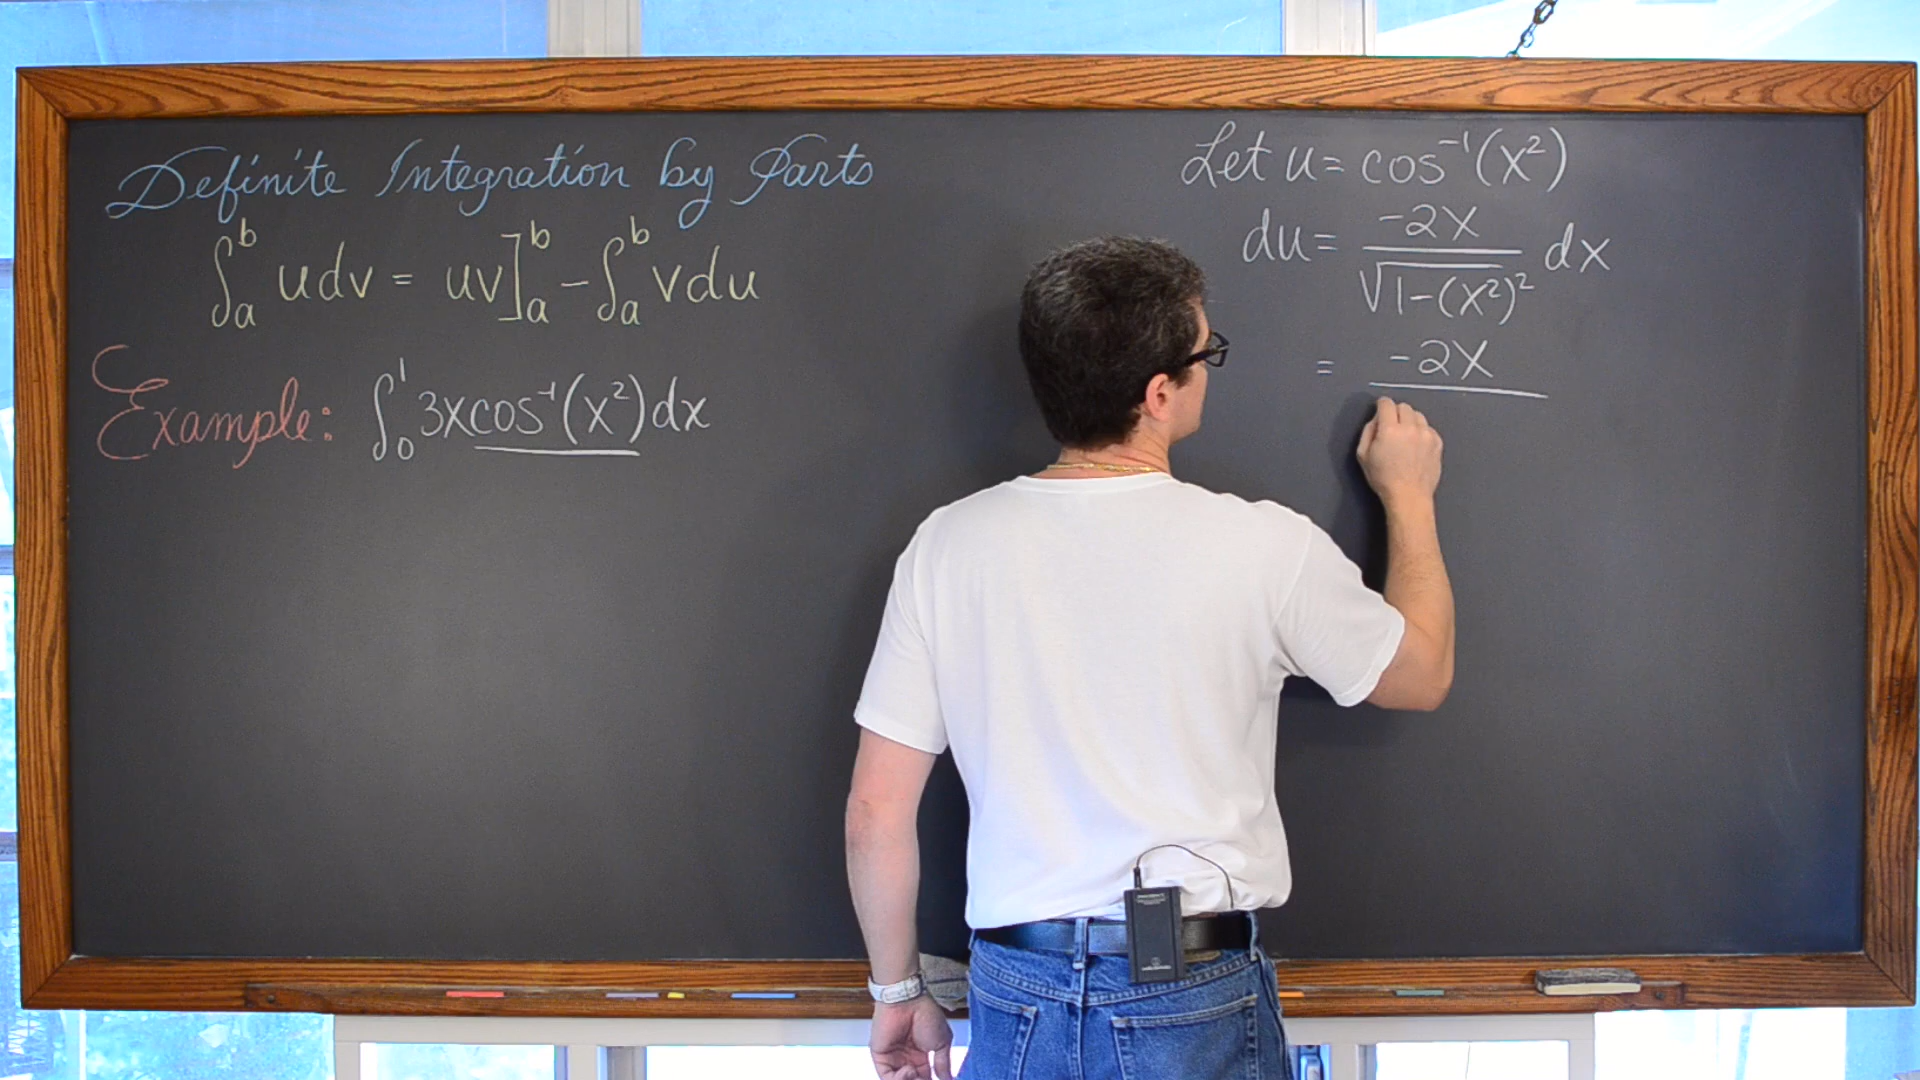 Definite Integration by Parts
∫ₐᵇ udv = uv]ₐᵇ - ∫ₐᵇ vdu
Example: ∫₀¹ 3xcos⁻¹(x²)dx
Let u = cos⁻¹(x²)
du = -2x/√1-(x²)² dx
= -2x